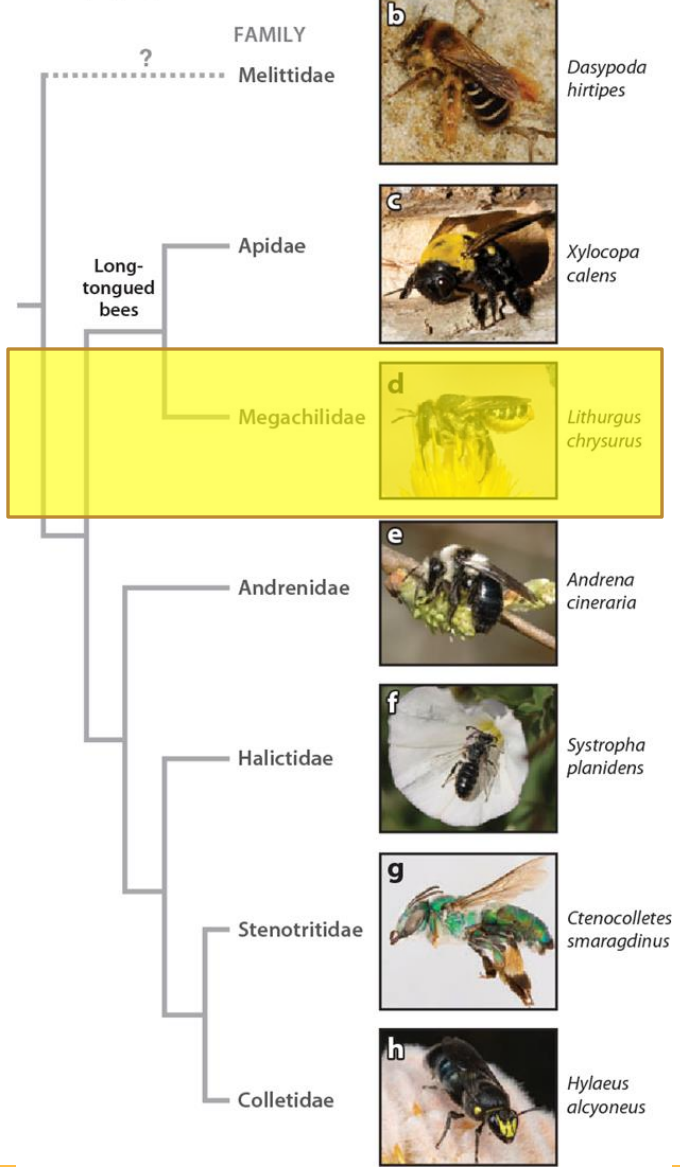 FAMILY
?
Melittidae
b
Dasypoda
hirtipes
c
Apidae
Xylocopa
calens
Long-
tongued
bees
d
Megachilidae
Lithurgus
chrysurus
e
Andrenidae
Andrena
cineraria
f
Halictidae
Systropha
planidens
g
Stenotritidae
Ctenocolletes
smaragdinus
h
Colletidae
Hylaeus
alcyoneus